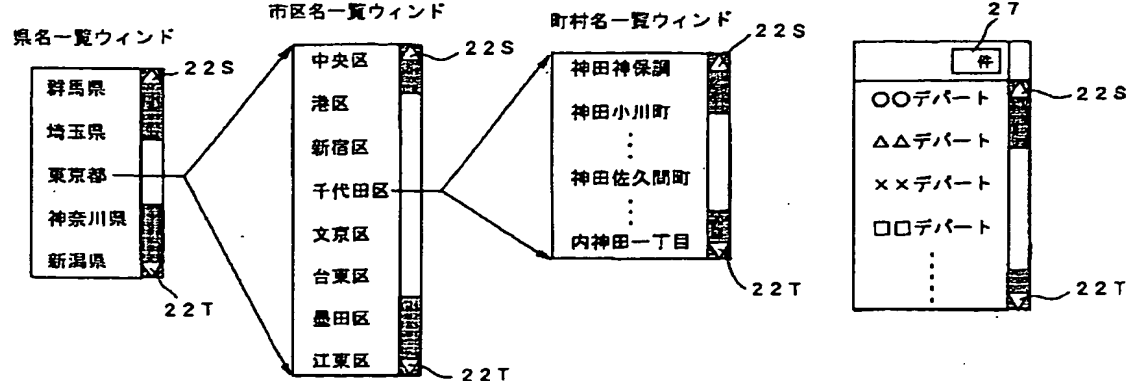 県名一覧ウィンド
群馬県
埼玉県
東京都
神奈川県
新潟県
22S
22T
市区名一覧ウィンド
中央区
港区
新宿区
千代田区
文京区
台東区
墨田区
江東区
22S
22T
町村名一覧ウィンド
神田神保調
神田小川町
神田佐久間町
内神田一丁目
22S
22T
27
件
○○デパート
△△デパート
××デパート
□□デパート
22S
22T